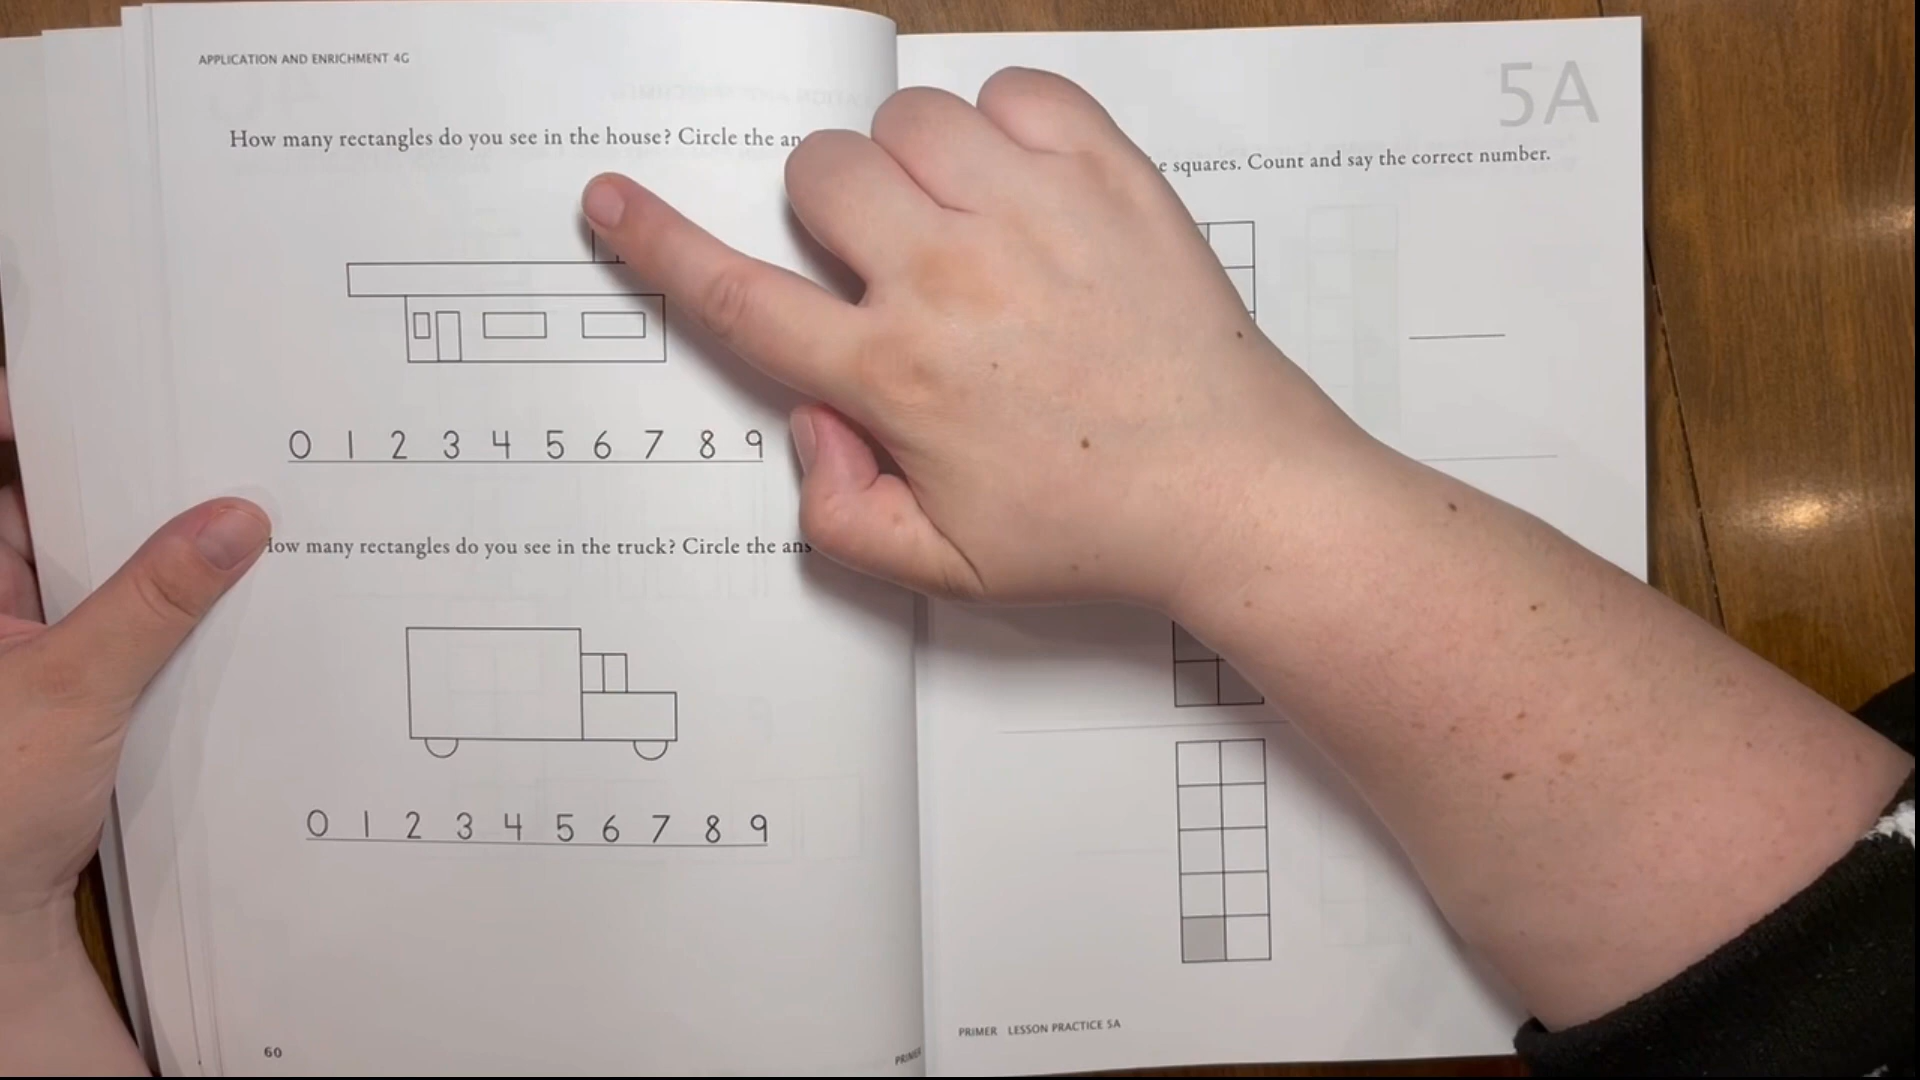 APPLICATION AND ENRICHMENT 4G
How many rectangles do you see in the house? Circle the
0 1 2 3 4 5 6 7 8 9
many rectangles do you see in the truck? Circle the
0 1 2 3 4 5 6 7 8 9
60
5A
squares. Count and say the correct number.
PRIMER LESSON PRACTICE 5A